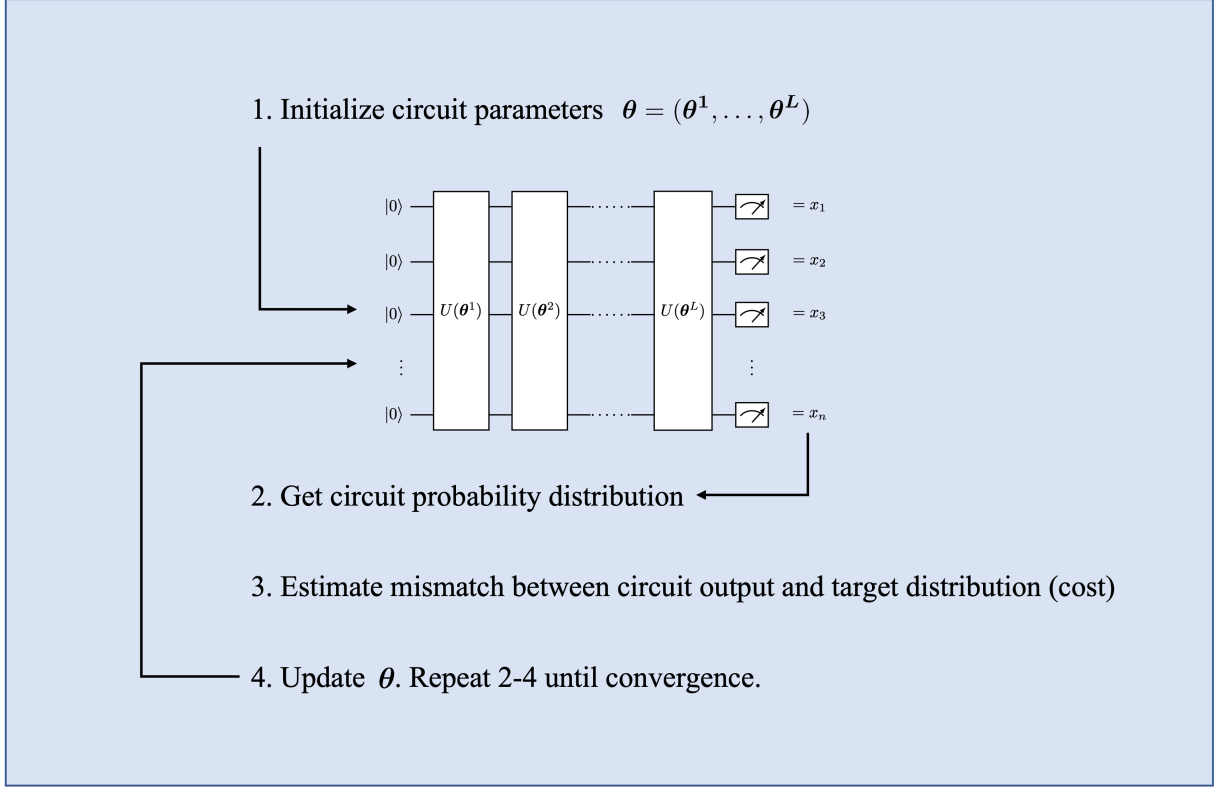 1. Initialize circuit parameters θ = (θ¹, . . . , θᴸ)
|0⟩ = x₁
|0⟩ = x₂
|0⟩ U(θ¹) U(θ²) ...... U(θᴸ) = x₃
⋮ ⋮
|0⟩ = xₙ
2. Get circuit probability distribution
3. Estimate mismatch between circuit output and target distribution (cost)
4. Update θ. Repeat 2-4 until convergence.